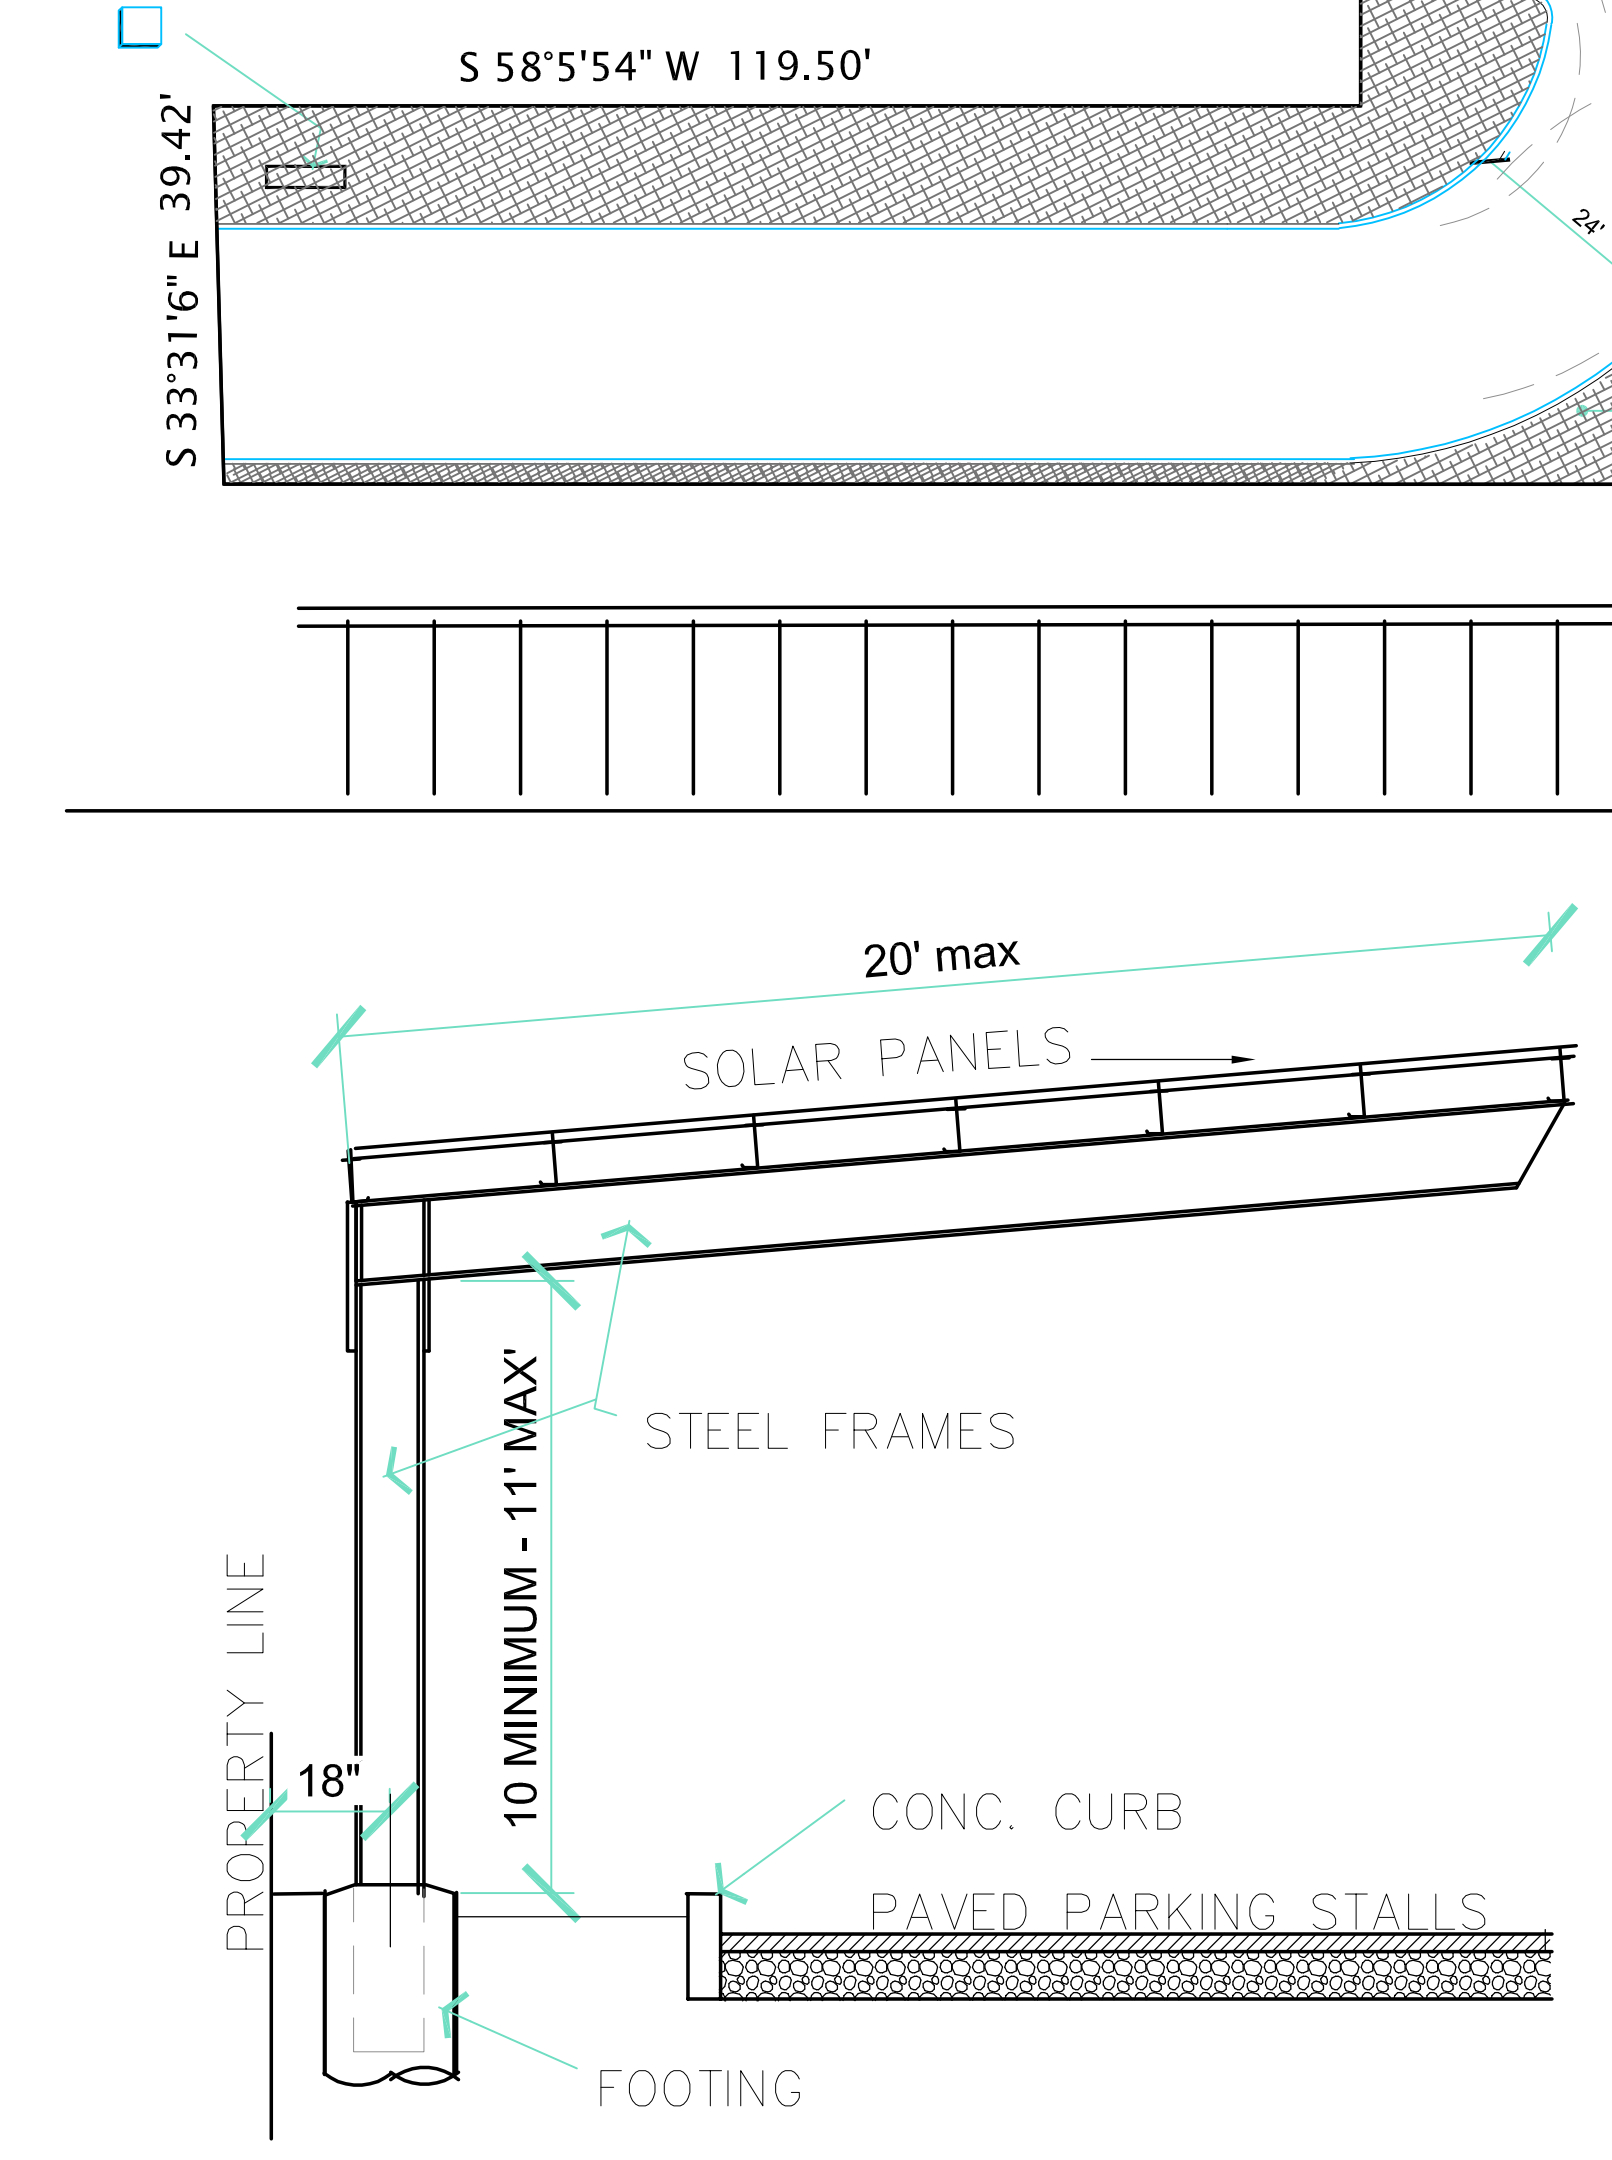 S 58°5'54" W 119.50'
S 33°31'6" E 39.42'
24'
20' max
SOLAR PANELS
10 MINIMUM - 11' MAX'
STEEL FRAMES
PROPERTY LINE
18"
CONC. CURB
PAVED PARKING STALLS
FOOTING